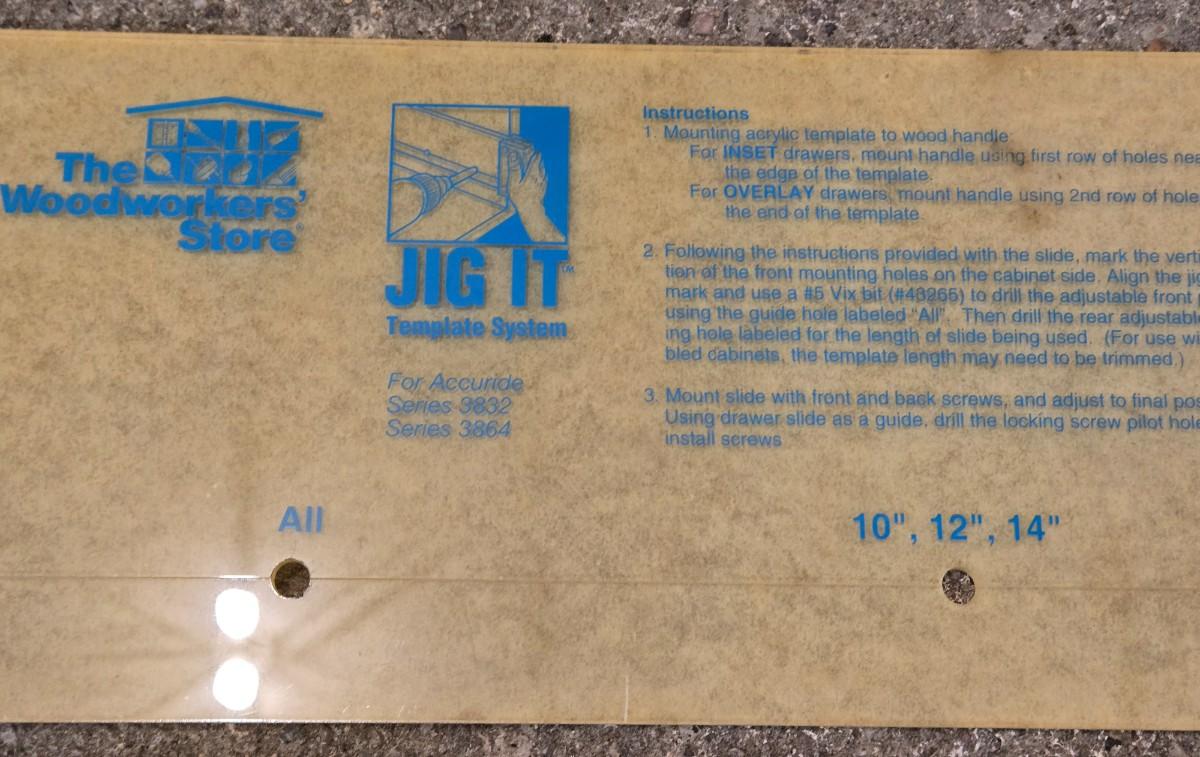 The
Woodworkers'
Store®
JIG IT™
Template System
For Accuride
Series 3832
Series 3864
Instructions
1. Mounting acrylic template to wood handle:
For INSET drawers, mount handle using first row of holes nea
the edge of the template.
For OVERLAY drawers, mount handle using 2nd row of hole
the end of the template.
2. Following the instructions provided with the slide, mark the verti
tion of the front mounting holes on the cabinet side. Align the ji
mark and use a #5 Vix bit (#43265) to drill the adjustable front
using the guide hole labeled "All". Then drill the rear adjustable
ing hole labeled for the length of slide being used. (For use wi
bled cabinets, the template length may need to be trimmed.)
3. Mount slide with front and back screws, and adjust to final pos
Using drawer slide as a guide, drill the locking screw pilot hole
install screws.
All
10", 12", 14"